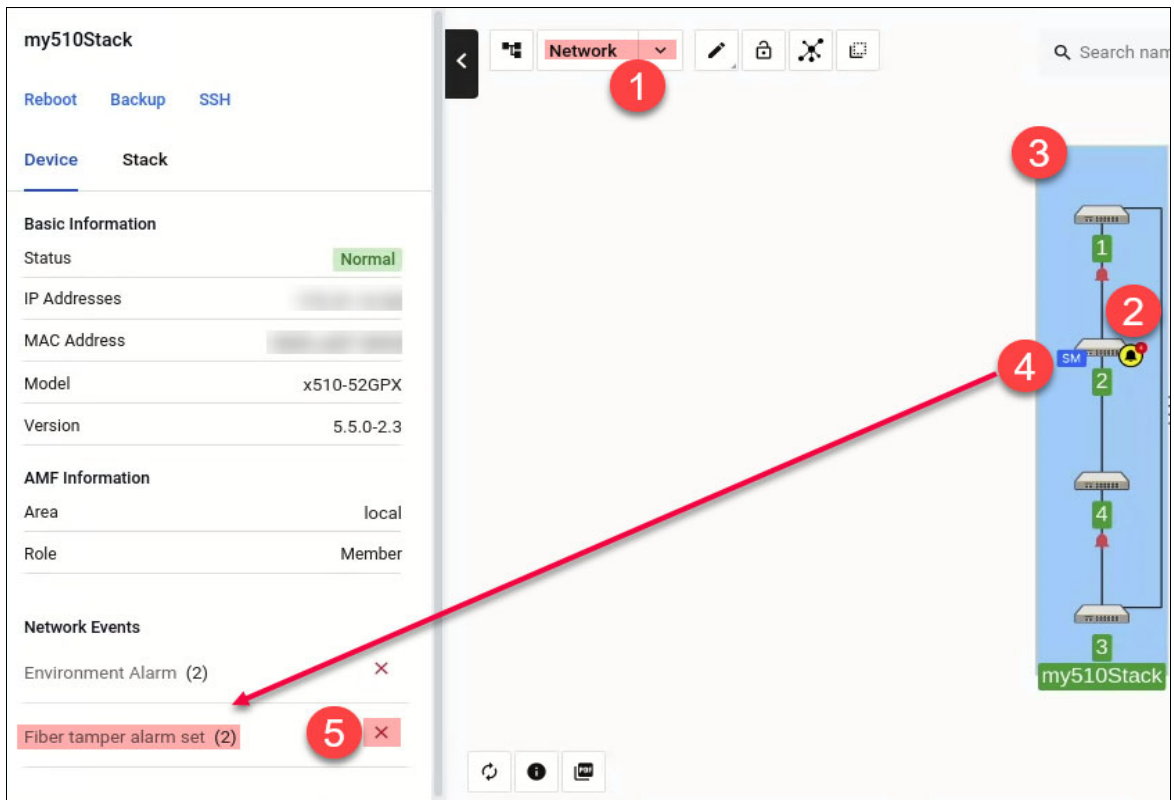 my510Stack
Reboot Backup SSH
Device Stack
Basic Information
Status Normal
IP Addresses
MAC Address
Model x510-52GPX
Version 5.5.0-2.3
AMF Information
Area local
Role Member
Network Events
Environment Alarm (2)
Fiber tamper alarm set (2)
5
Network
1
Search nam
3
1
2
4
SM
2
4
3
my510Stack
PDF